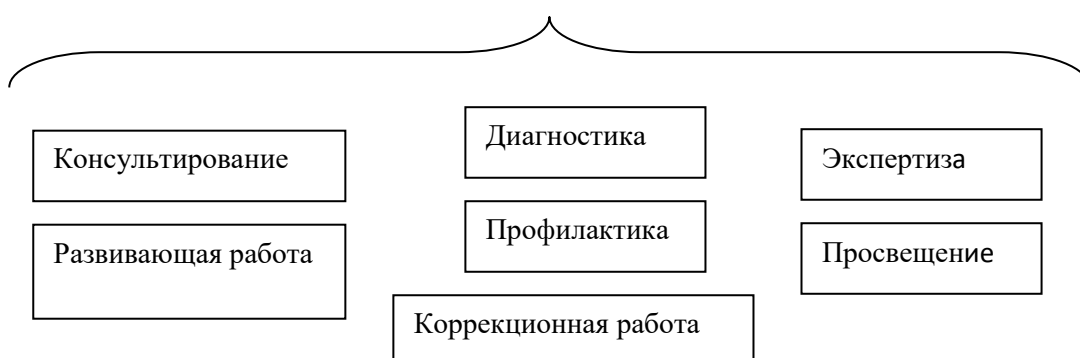 Консультирование
Диагностика
Экспертиза
Развивающая работа
Профилактика
Просвещение
Коррекционная работа